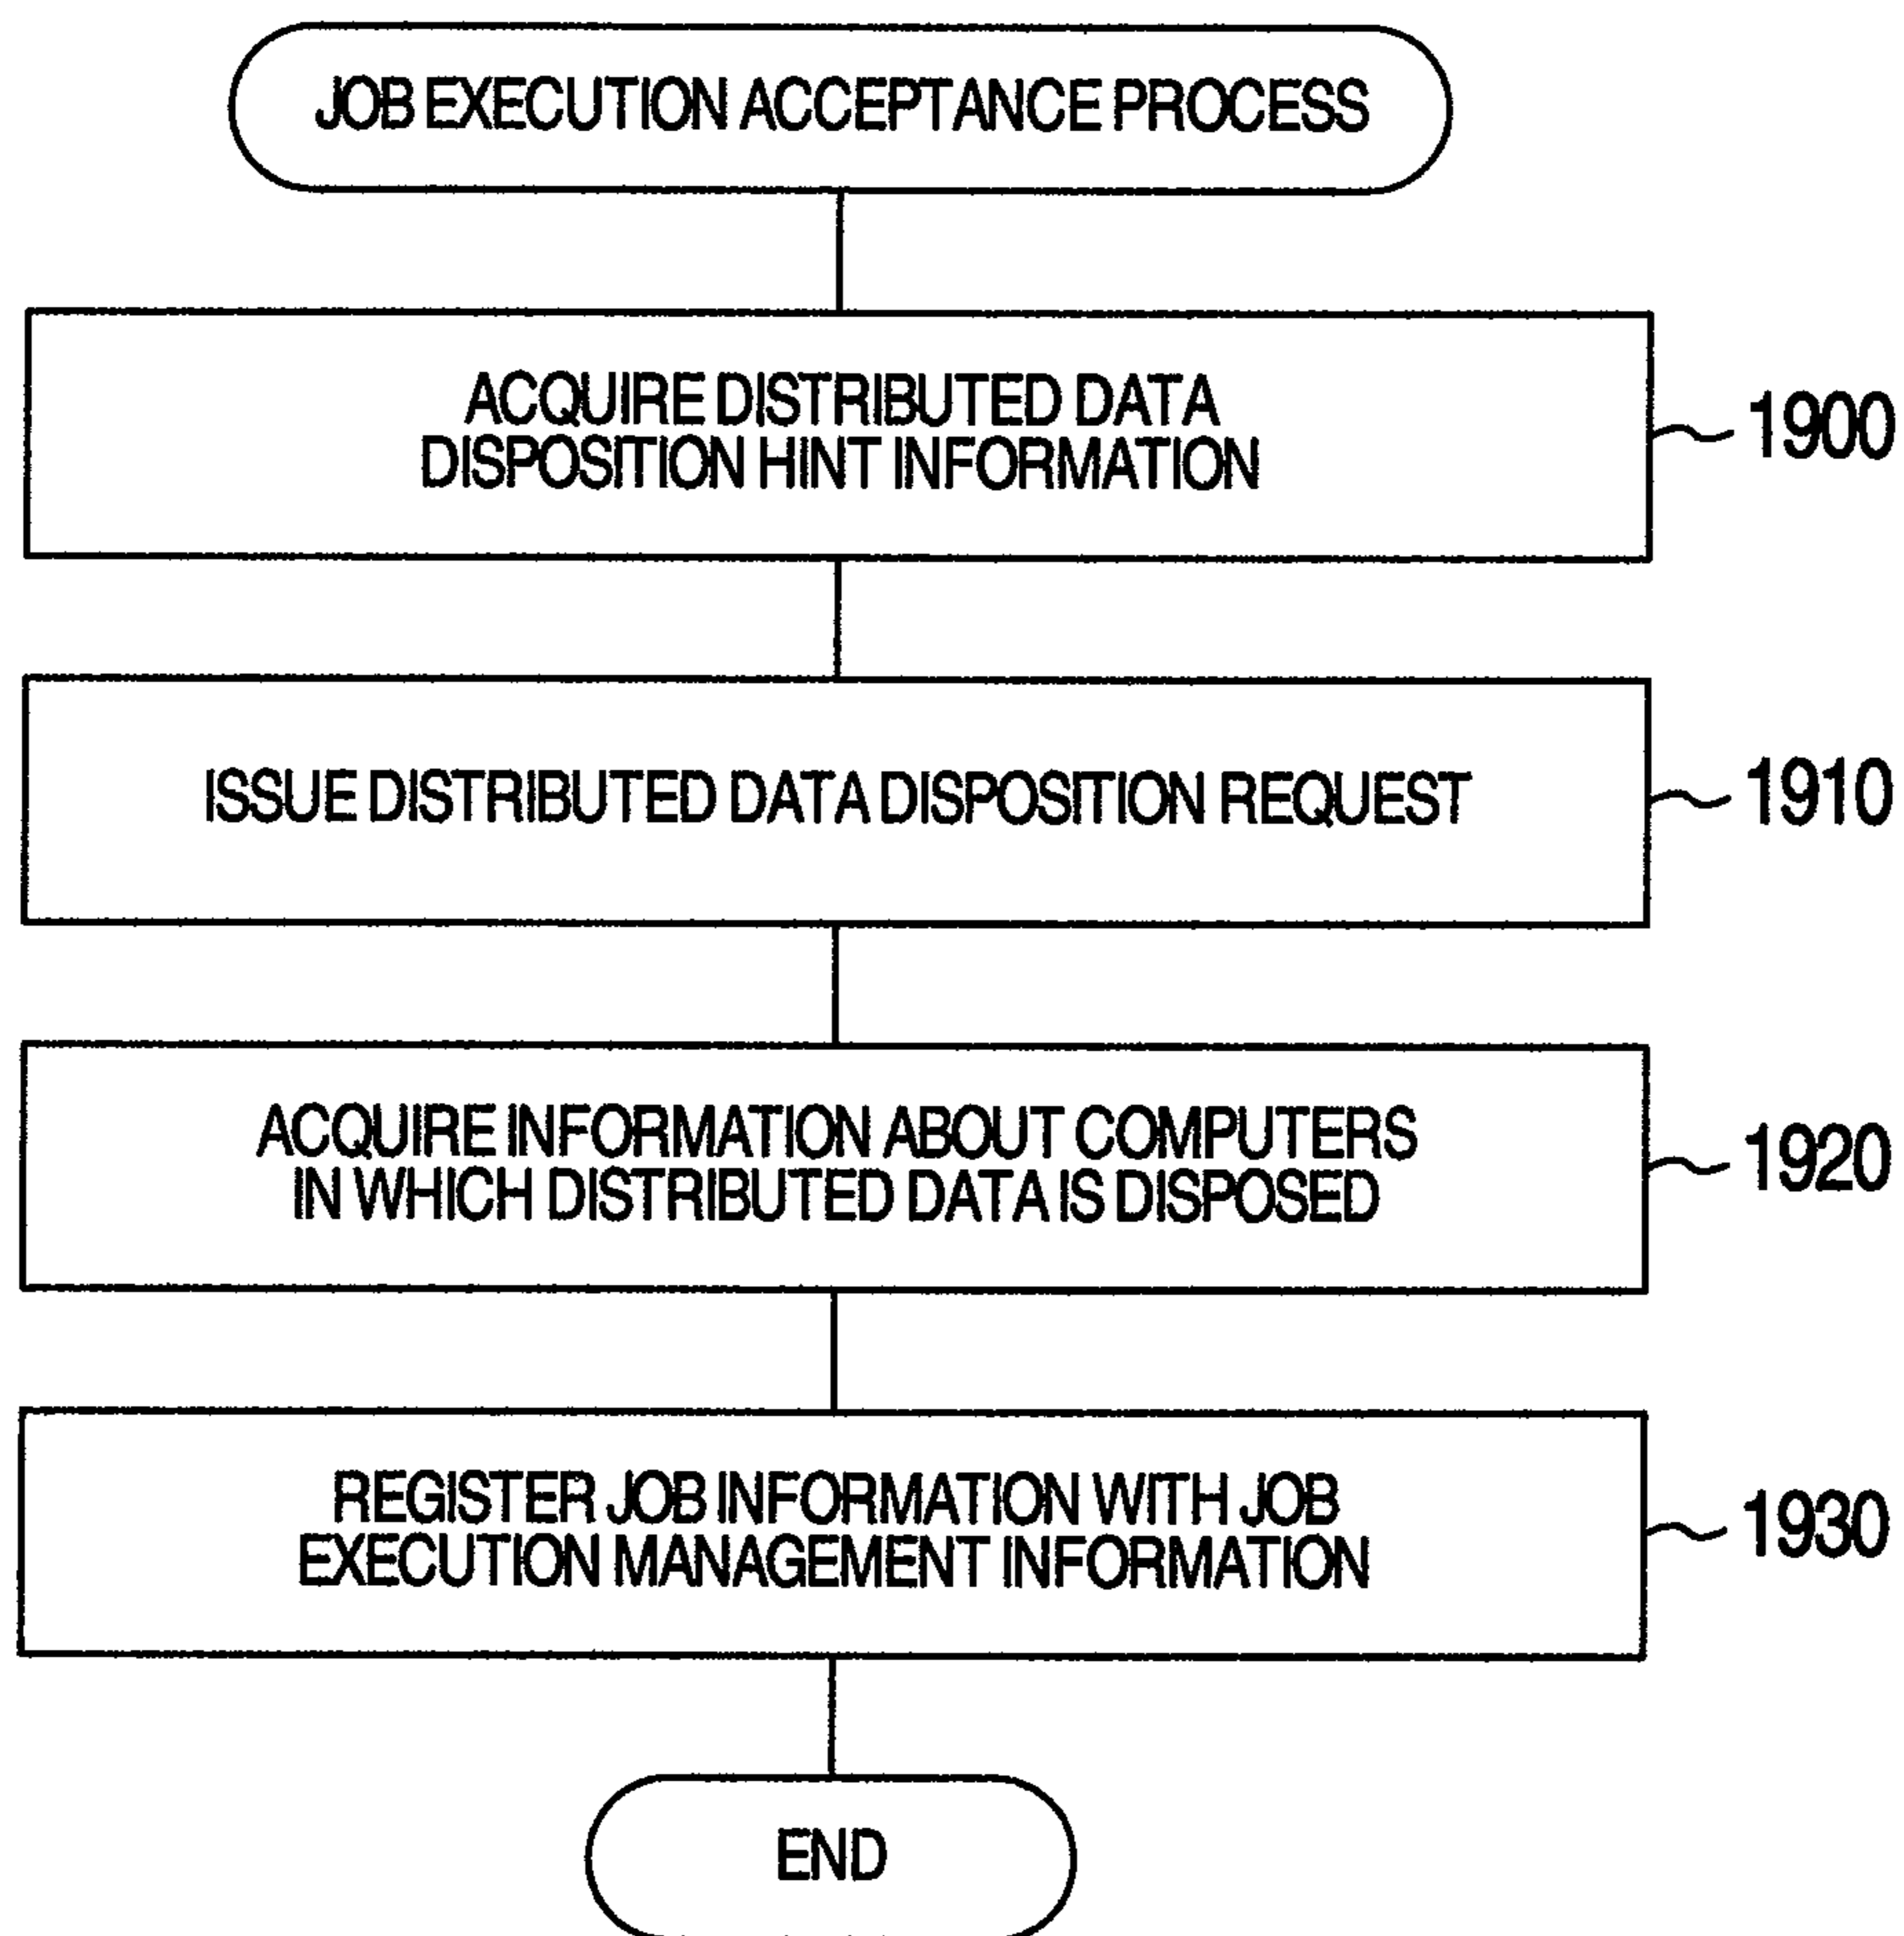 JOB EXECUTION ACCEPTANCE PROCESS
ACQUIRE DISTRIBUTED DATA
DISPOSITION HINT INFORMATION
1900
ISSUE DISTRIBUTED DATA DISPOSITION REQUEST
1910
ACQUIRE INFORMATION ABOUT COMPUTERS
IN WHICH DISTRIBUTED DATA IS DISPOSED
1920
REGISTER JOB INFORMATION WITH JOB
EXECUTION MANAGEMENT INFORMATION
1930
END